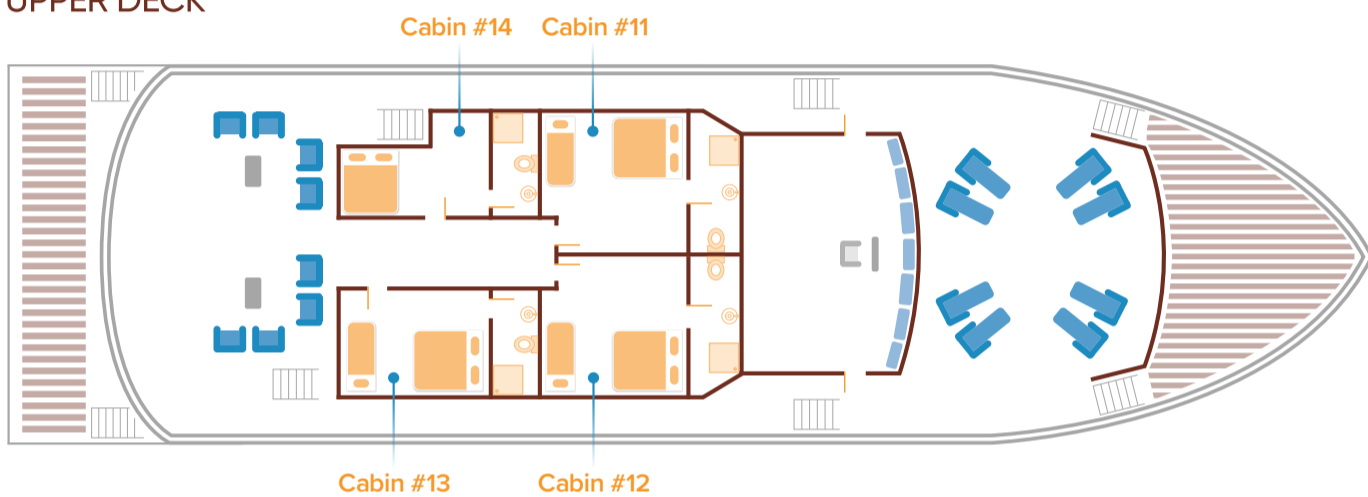 UPPER DECK
Cabin #14
Cabin #11
Cabin #13
Cabin #12